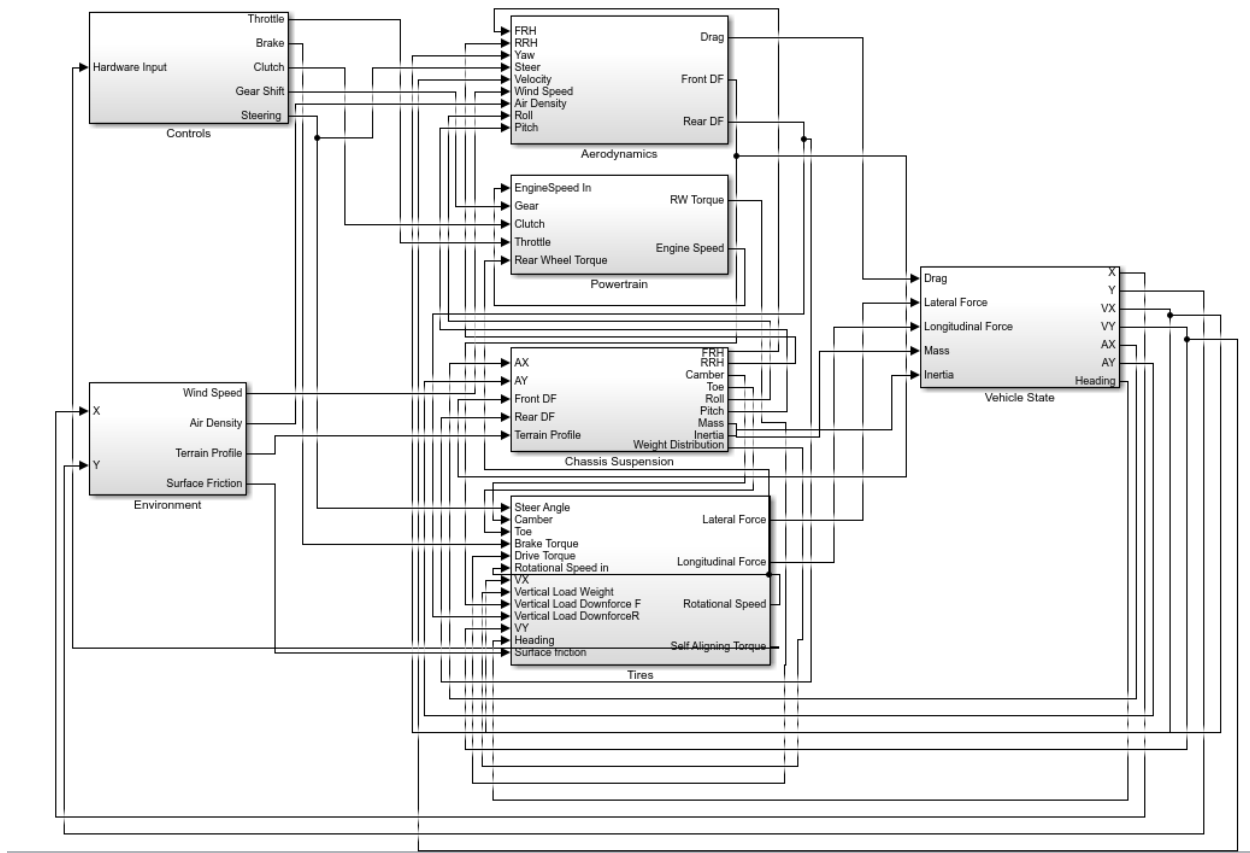 Throttle
Brake
Hardware Input
Clutch
Gear Shift
Steering
Controls
FRH
RRH
Yaw
Steer
Velocity
Wind Speed
Air Density
Roll
Pitch
Drag
Front DF
Rear DF
Aerodynamics
EngineSpeed In
Gear
Clutch
Throttle
Rear Wheel Torque
RW Torque
Engine Speed
Powertrain
Drag
Lateral Force
Longitudinal Force
Mass
Inertia
X
Y
VX
VY
AX
AY
Heading
Vehicle State
AX
AY
Front DF
Rear DF
Terrain Profile
FRH
RRH
Camber
Toe
Roll
Pitch
Mass
Inertia
Weight Distribution
Chassis Suspension
X
Y
Wind Speed
Air Density
Terrain Profile
Surface Friction
Environment
Steer Angle
Camber
Toe
Brake Torque
Drive Torque
Rotational Speed in
VX
Vertical Load Weight
Vertical Load Downforce F
Vertical Load DownforceR
VY
Heading
Surface friction
Lateral Force
Longitudinal Force
Rotational Speed
Self Aligning Torque
Tires